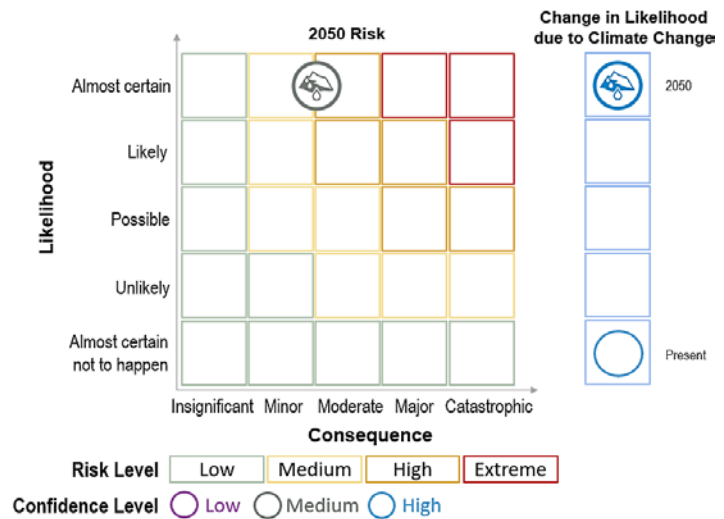 2050 Risk
Change in Likelihood
due to Climate Change
Almost certain
2050
Likely
Likelihood
Possible
Unlikely
Almost certain
not to happen
Present
Insignificant Minor Moderate Major Catastrophic
Consequence
Risk Level Low Medium High Extreme
Confidence Level Low Medium High